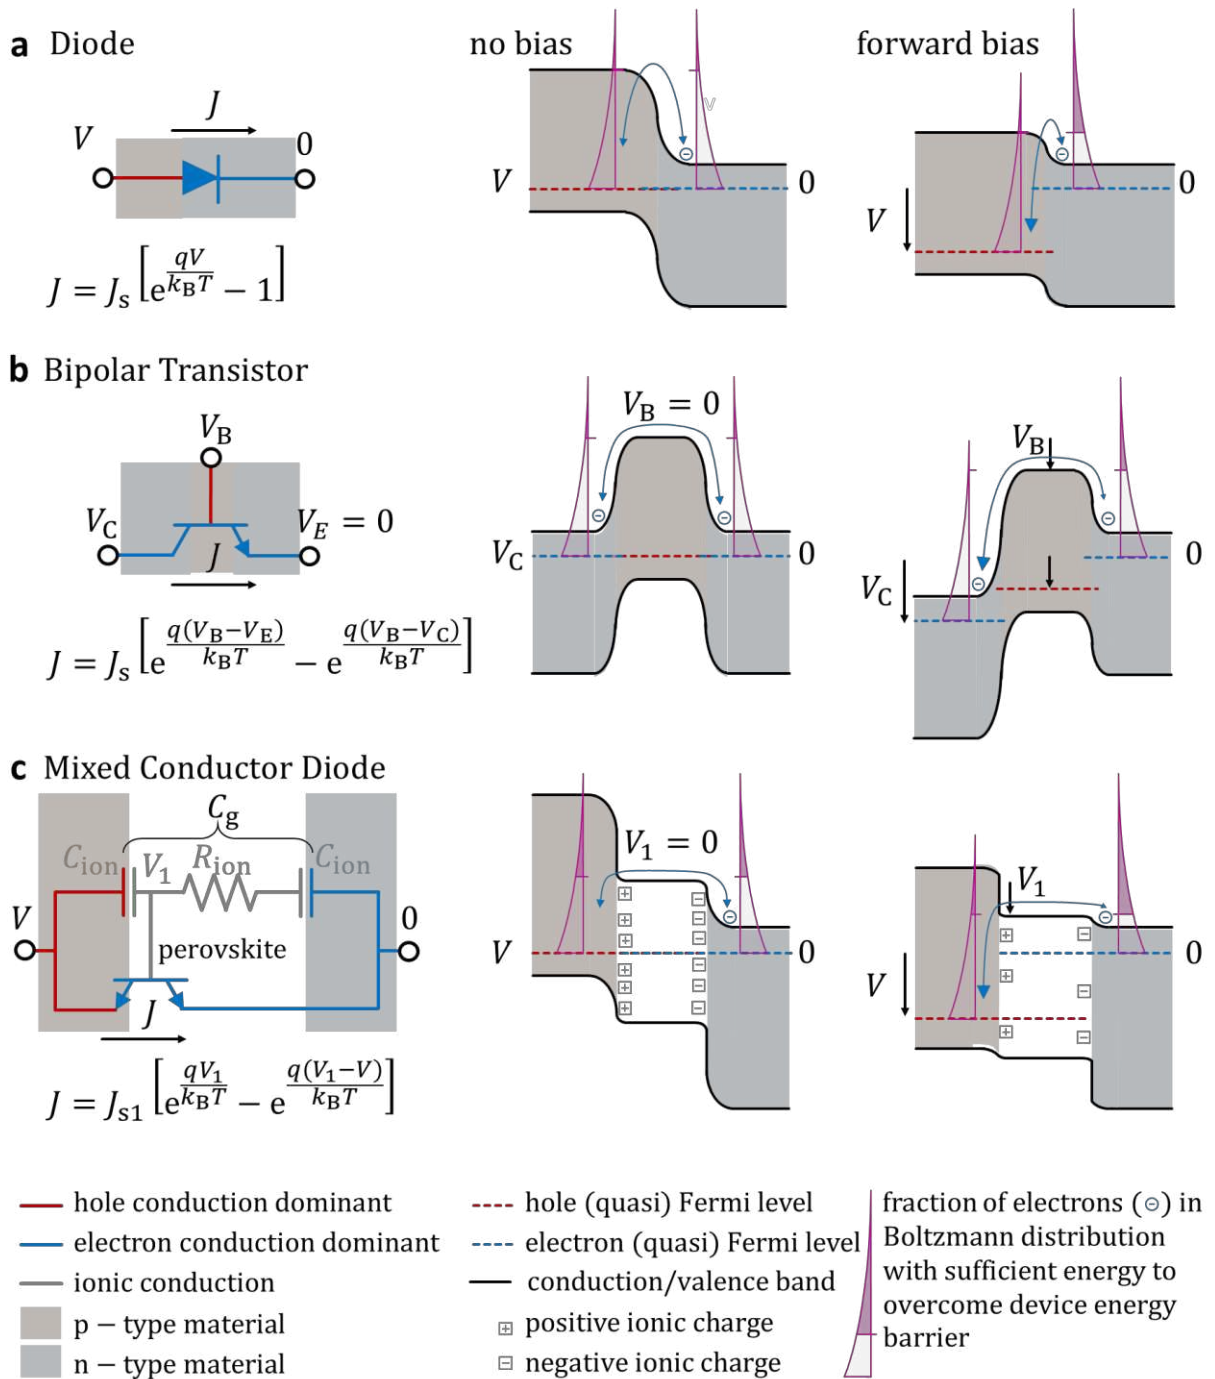 a Diode
no bias
forward bias
V
J
0
V
0
V
0
V
J = J_s [e^{qV/k_BT} − 1]
b Bipolar Transistor
V_B
V_C
V_E = 0
J
V_B = 0
V_C
0
V_B
V_C
0
J = J_s [e^{q(V_B−V_E)/k_BT} − e^{q(V_B−V_C)/k_BT}]
c Mixed Conductor Diode
C_g
C_ion
V_1
R_ion
C_ion
V
0
perovskite
J
V_1 = 0
V
0
V_1
V
0
J = J_s1 [e^{qV_1/k_BT} − e^{q(V_1−V)/k_BT}]
hole conduction dominant
electron conduction dominant
ionic conduction
p − type material
n − type material
hole (quasi) Fermi level
electron (quasi) Fermi level
conduction/valence band
positive ionic charge
negative ionic charge
fraction of electrons (⊖) in
Boltzmann distribution
with sufficient energy to
overcome device energy
barrier